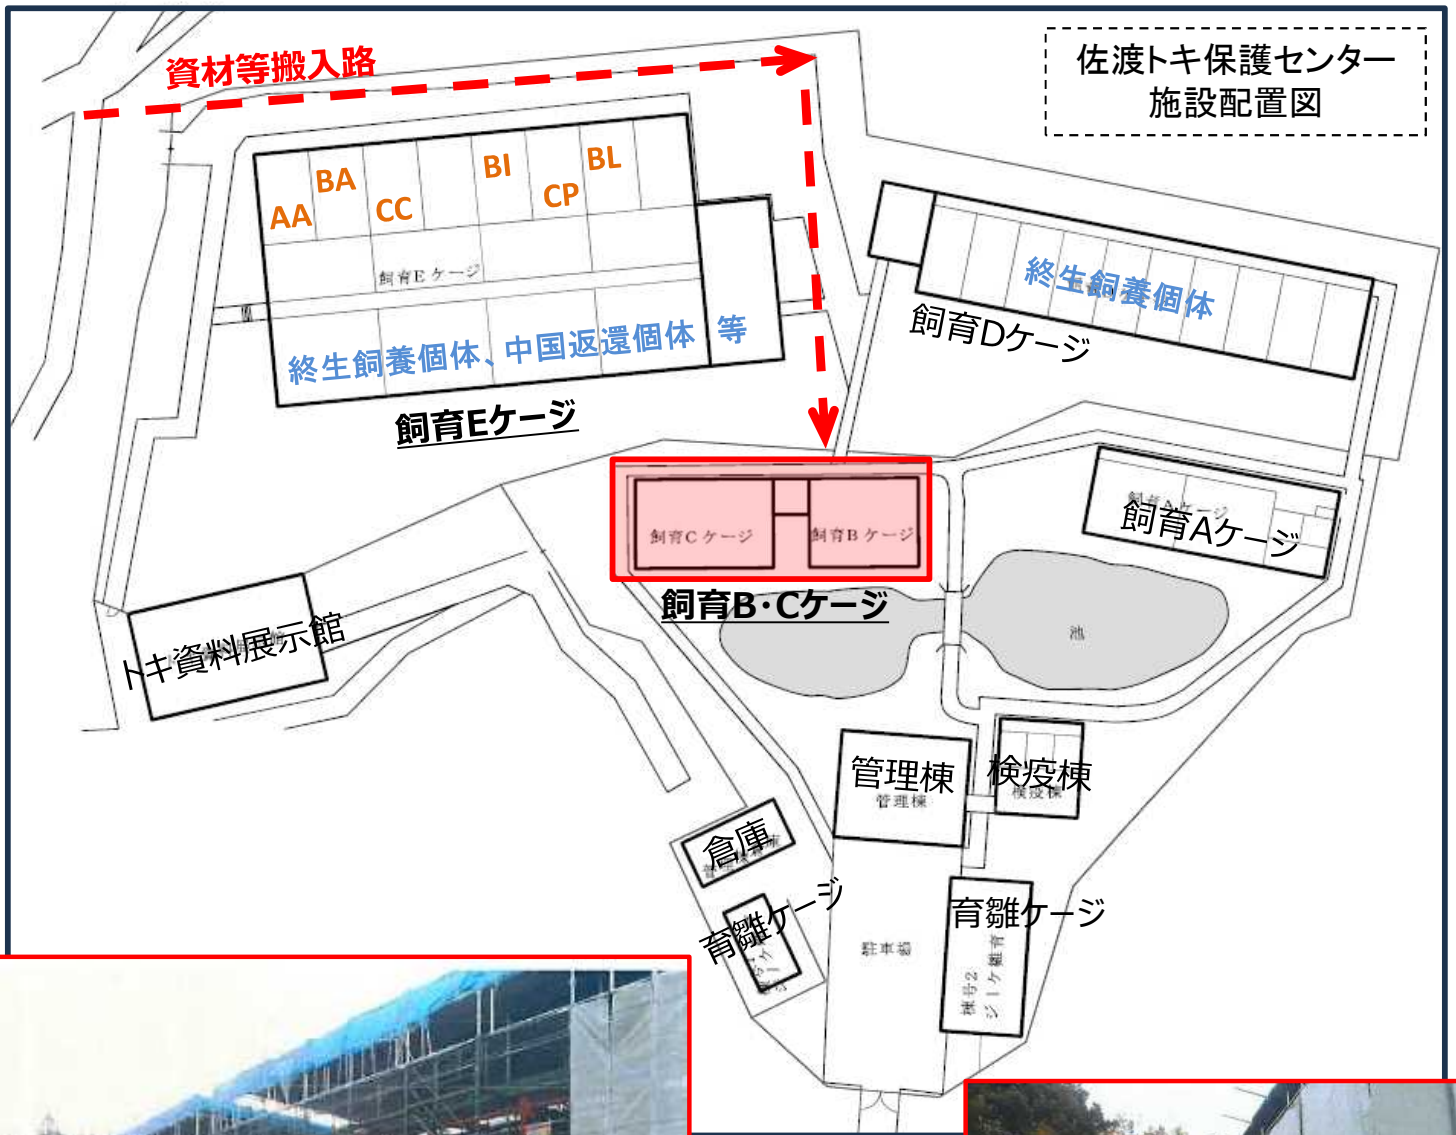 資材等搬入路
佐渡トキ保護センター
施設配置図
BA
BI
BL
AA
CC
CP
飼育Eケージ
終生飼養個体、中国返還個体 等
飼育Eケージ
終生飼養個体
飼育Dケージ
飼育Cケージ
飼育Bケージ
飼育B・Cケージ
飼育Aケージ
飼育Aケージ
池
トキ資料展示館
管理棟
管理棟
検疫棟
検疫棟
倉庫
育雛ケージ
育雛ケージ
駐車場